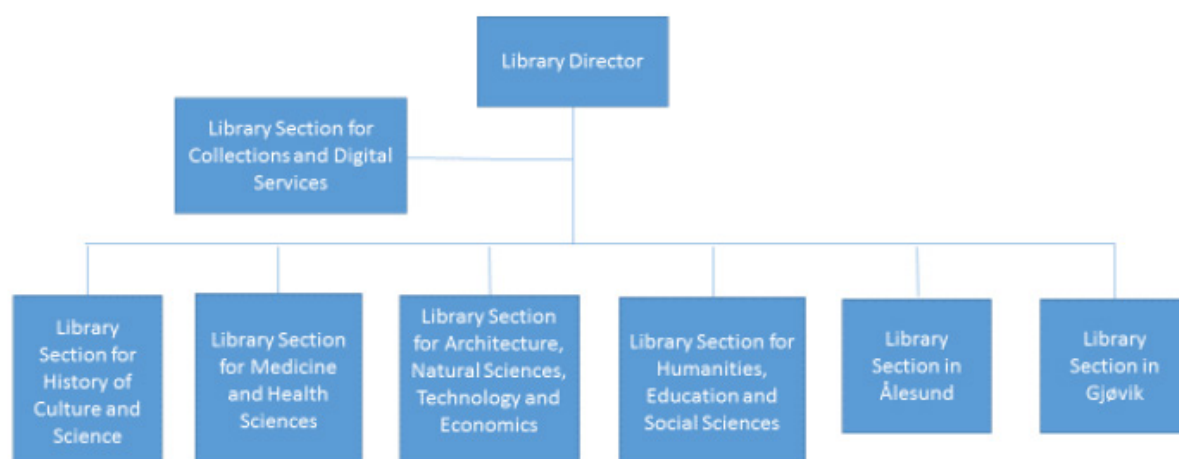 Library Director
Library Section for
Collections and Digital
Services
Library
Section for
History of
Culture and
Science
Library Section
for Medicine
and Health
Sciences
Library Section
for Architecture,
Natural Sciences,
Technology and
Economics
Library Section for
Humanities,
Education and
Social Sciences
Library
Section in
Ålesund
Library
Section in
Gjøvik